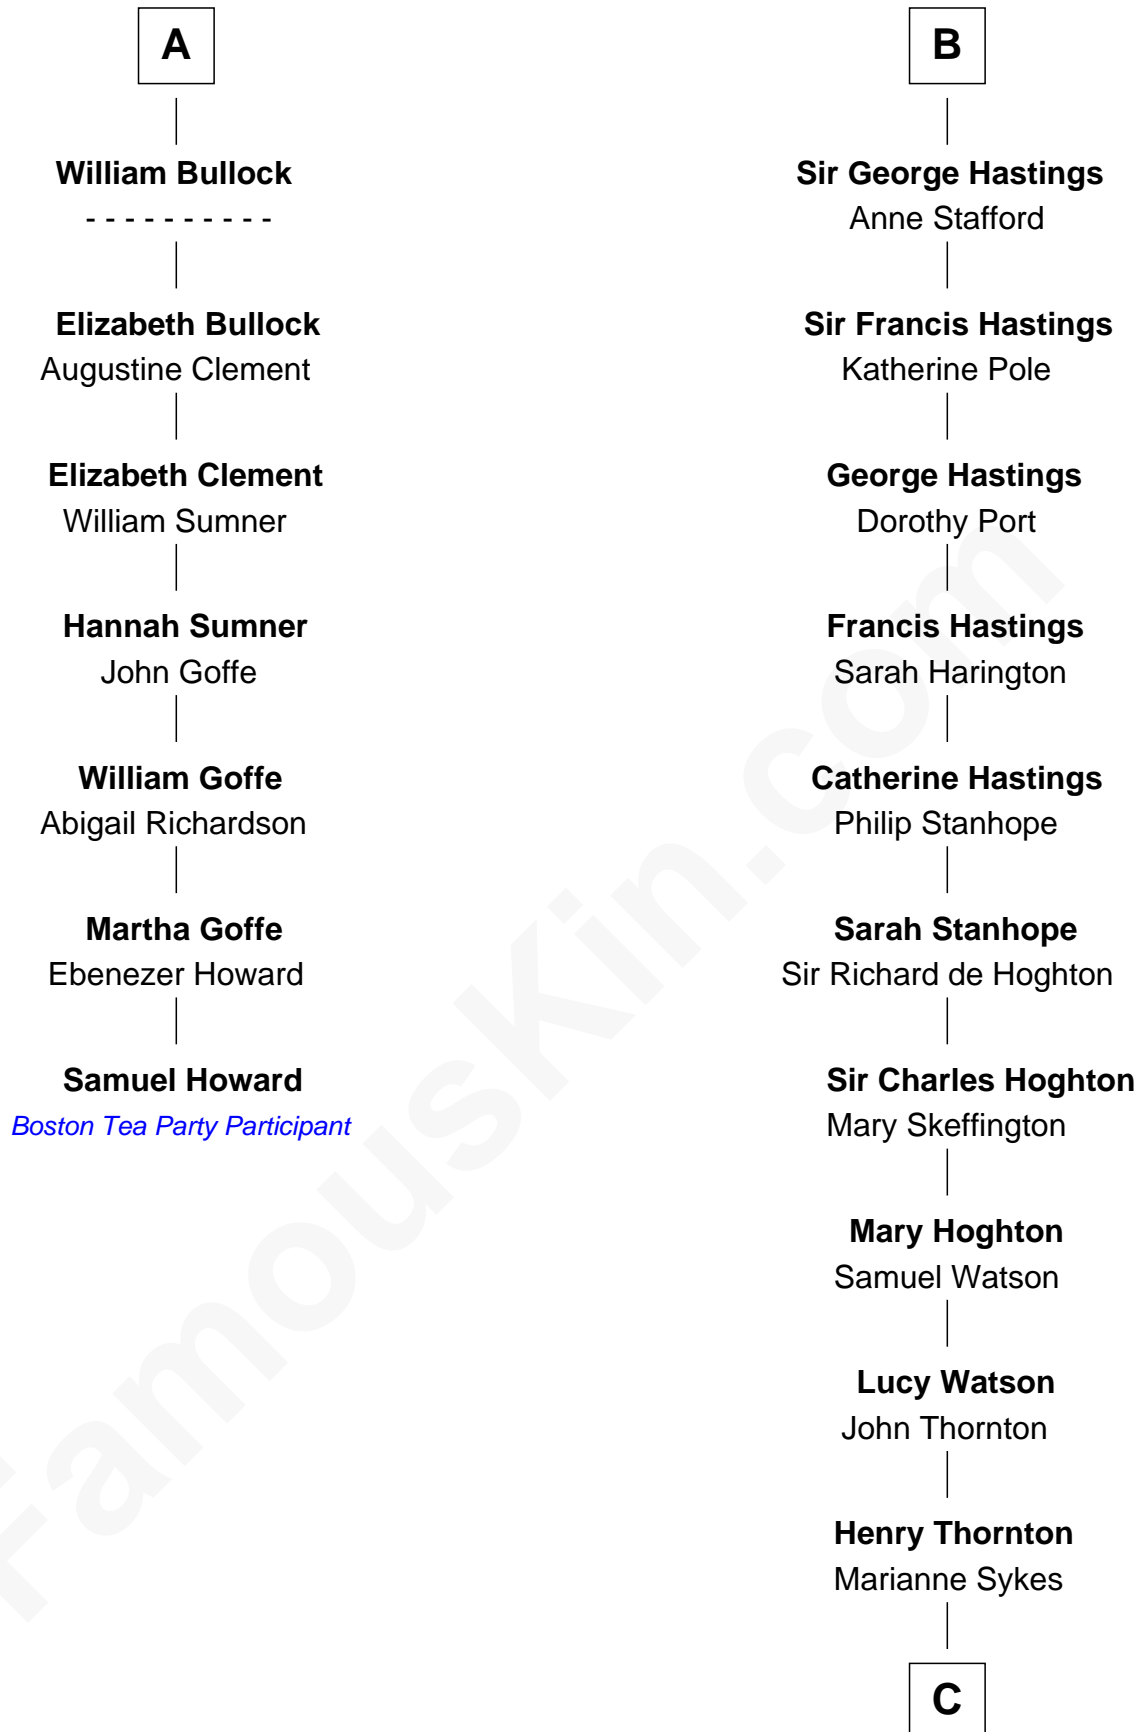 A
William Bullock
- - - - - - - - - -
Elizabeth Bullock
Augustine Clement
Elizabeth Clement
William Sumner
Hannah Sumner
John Goffe
William Goffe
Abigail Richardson
Martha Goffe
Ebenezer Howard
Samuel Howard
Boston Tea Party Participant
B
Sir George Hastings
Anne Stafford
Sir Francis Hastings
Katherine Pole
George Hastings
Dorothy Port
Francis Hastings
Sarah Harington
Catherine Hastings
Philip Stanhope
Sarah Stanhope
Sir Richard de Hoghton
Sir Charles Hoghton
Mary Skeffington
Mary Hoghton
Samuel Watson
Lucy Watson
John Thornton
Henry Thornton
Marianne Sykes
C
FamousKin.com